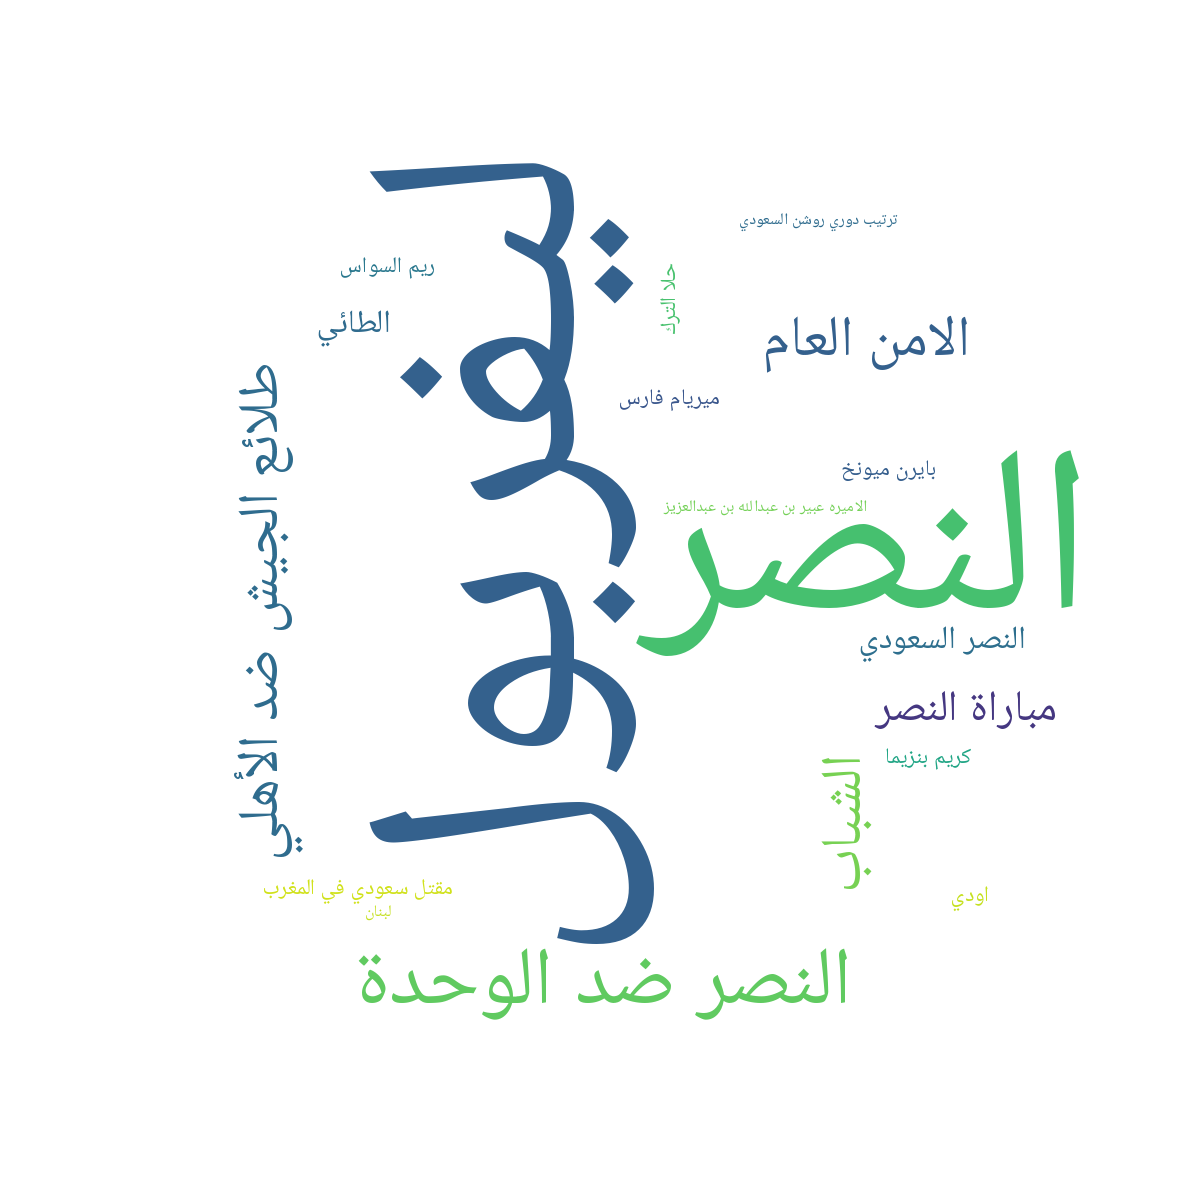 ليفربول
ترتيب دوري روشن السعودي
ريم السواس
حلا الترك
الطائي
الامن العام
طلائع الجيش ضد الأهلي
ميريام فارس
بايرن ميونخ
النصر
الاميره عبير بن عبدالله بن عبدالعزيز
النصر السعودي
مباراة النصر
كريم بنزيما
الشباب
مقتل سعودي في المغرب
اودي
لبنان
النصر ضد الوحدة